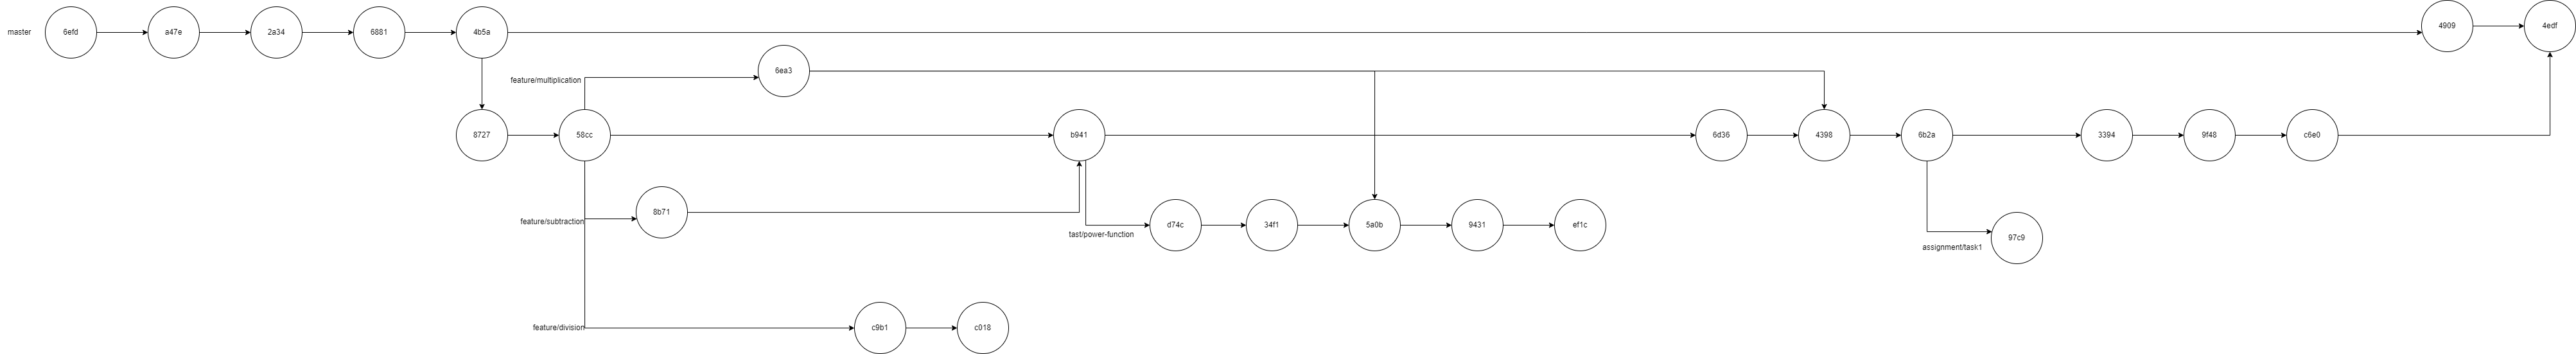 master
6efd
a47e
2a34
6881
4b5a
4909
4edf
feature/multiplication
6ea3
8727
58cc
b941
6d36
4398
6b2a
3394
9f48
c6e0
feature/subtraction
8b71
tast/power-function
d74c
34f1
5a0b
9431
ef1c
assignment/task1
97c9
feature/division
c9b1
c018